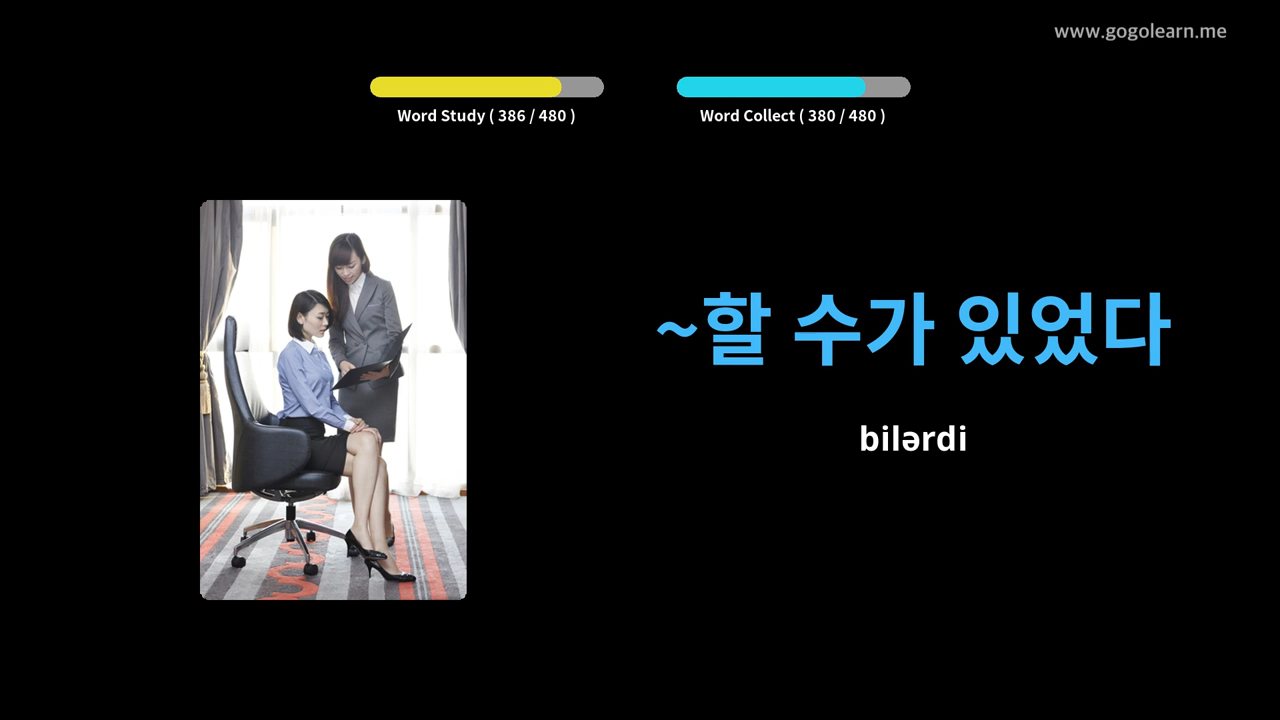 www.gogolearn.me
Word Study ( 386 / 480 )
Word Collect ( 380 / 480 )
~할 수가 있었다
bilərdi